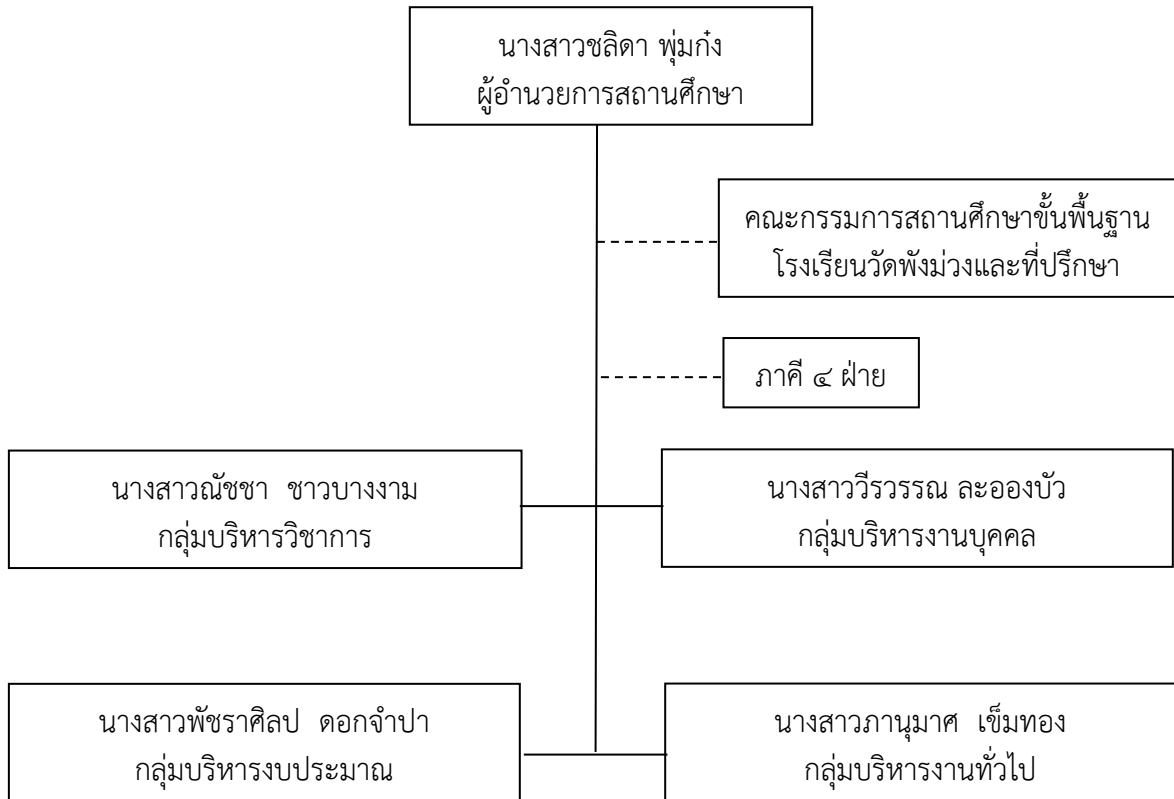 นางสาวชลิดา พุ่มก๋ง
ผู้อำนวยการสถานศึกษา
คณะกรรมการสถานศึกษาขั้นพื้นฐาน
โรงเรียนวัดพังม่วงและที่ปรึกษา
ภาคี ๔ ฝ่าย
นางสาวณัชชา ชาวบางงาม
กลุ่มบริหารวิชาการ
นางสาววีรวรรณ ละอองบัว
กลุ่มบริหารงานบุคคล
นางสาวพัชราศิลป ดอกจำปา
กลุ่มบริหารงบประมาณ
นางสาวภานุมาศ เข็มทอง
กลุ่มบริหารงานทั่วไป